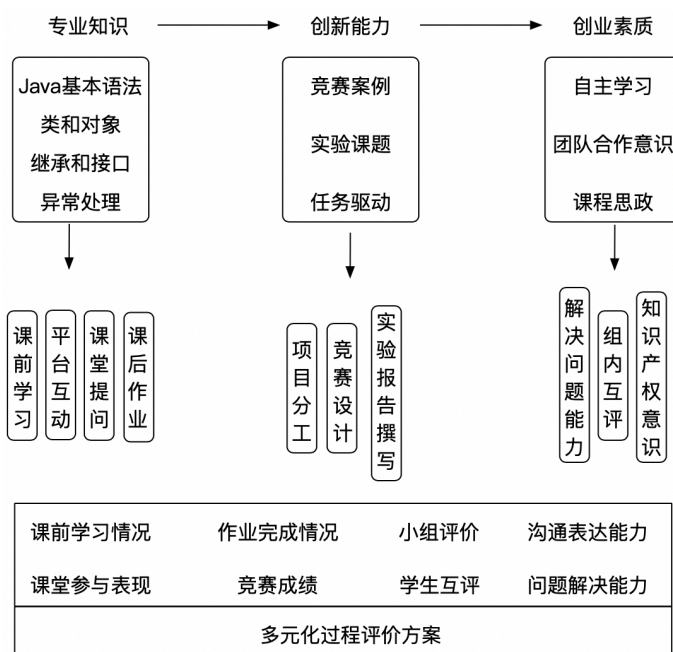 专业知识
创新能力
创业素质
Java基本语法
类和对象
继承和接口
异常处理
竞赛案例
实验课题
任务驱动
自主学习
团队合作意识
课程思政
课前学习
平台互动
课堂提问
课后作业
项目分工
竞赛设计
实验报告撰写
解决问题能力
组内互评
知识产权意识
课前学习情况 作业完成情况 小组评价 沟通表达能力
课堂参与表现 竞赛成绩 学生互评 问题解决能力
多元化过程评价方案